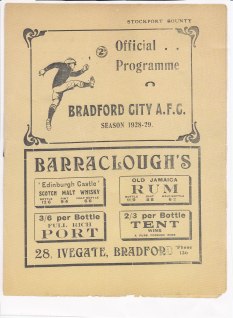 STOCKPORT COUNTY
2D
Official . .
Programme
BRADFORD CITY A.F.C.
SEASON 1928-29.
BARRACLOUGH'S
"Edinburgh Castle"
SCOTCH MALT WHISKY
OLD JAMAICA
RUM
3/6 per Bottle
FULL RICH
PORT
2/3 per Bottle
TENT
WINE
28, IVEGATE, BRADFORD
'Phone